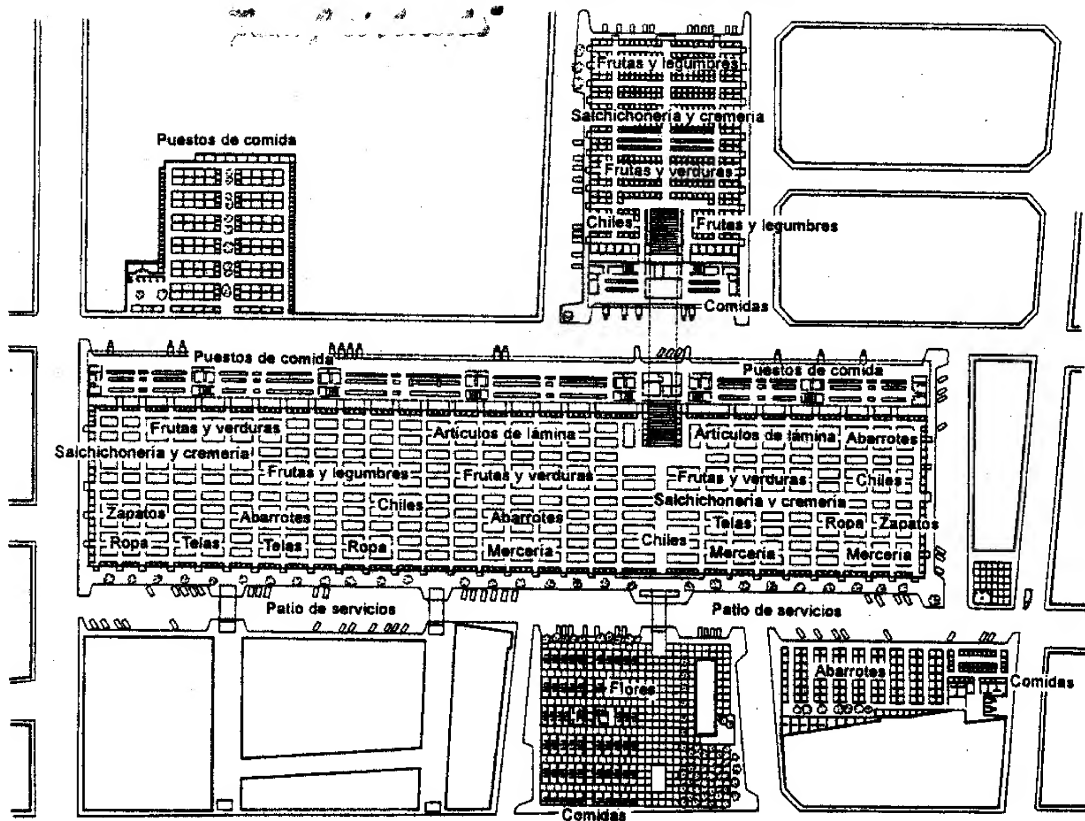 Frutas y legumbres
Salchichonería y cremería
Puestos de comida
Frutas y verduras
Chiles
Frutas y legumbres
Comidas
Puestos de comida
Puestos de comida
Frutas y verduras
Artículos de lámina
Artículos de lámina
Abarrotes
Salchichonería y cremería
Frutas y legumbres
Frutas y verduras
Frutas y verduras
Chiles
Salchichonería y cremería
Chiles
Zapatos
Abarrotes
Abarrotes
Telas
Ropa
Zapatos
Ropa
Telas
Telas
Ropa
Mercería
Chiles
Mercería
Mercería
Patio de servicios
Patio de servicios
Abarrotes
Comidas
Flores
Comidas